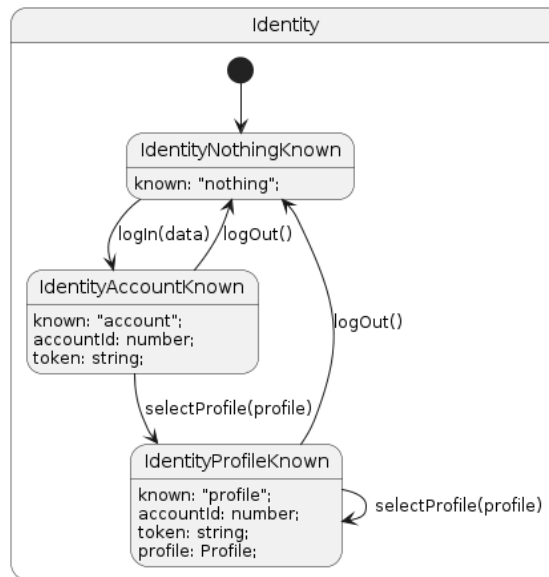 Identity
IdentityNothingKnown
known: "nothing";
logIn(data)
logOut()
IdentityAccountKnown
known: "account";
accountId: number;
token: string;
logOut()
selectProfile(profile)
IdentityProfileKnown
known: "profile";
accountId: number;
token: string;
profile: Profile;
selectProfile(profile)